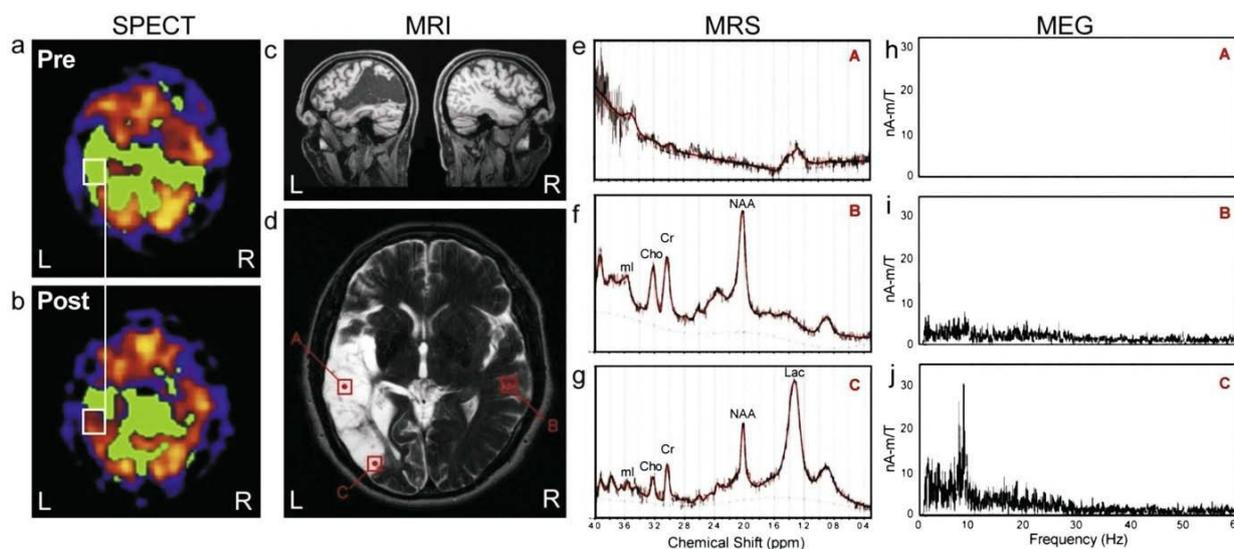 SPECT
a
Pre
L
R
b
Post
L
R
MRI
c
L
R
d
A
B
C
L
R
MRS
e
A
f
B
mI
Cho
Cr
NAA
g
C
mI
Cho
Cr
NAA
Lac
4.0 3.6 3.2 2.8 2.4 2.0 1.6 1.2 0.8 0.4
Chemical Shift (ppm)
MEG
h
A
nA-m/T
30
20
10
0
i
B
nA-m/T
30
20
10
0
j
C
nA-m/T
30
20
10
0
0 10 20 30 40 50 6
Frequency (Hz)